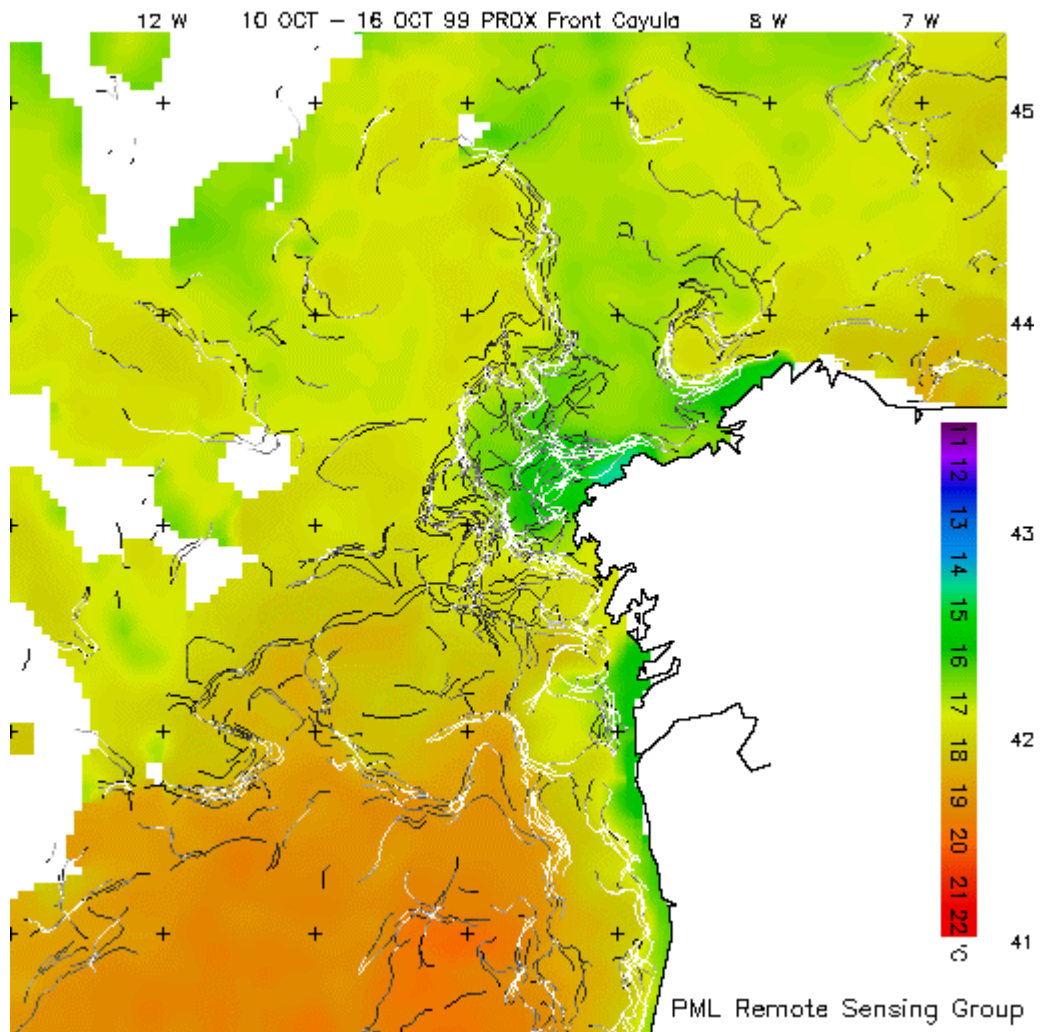 12 W 10 OCT – 16 OCT 99 PROX Front Cayula 8 W 7 W
45
44
11 12 13 14 15 16 17 18 19 20 21 22 °C
43
42
41
PML Remote Sensing Group